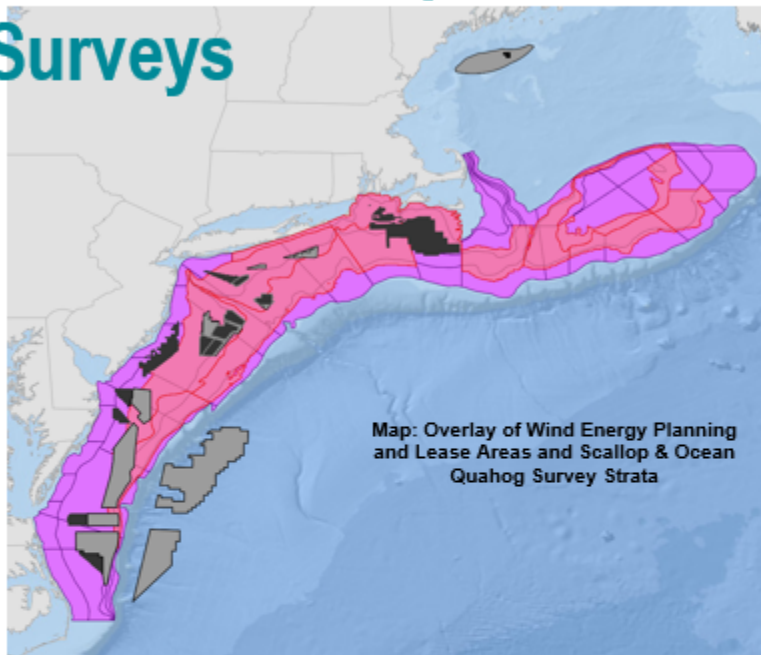 Surveys
Map: Overlay of Wind Energy Planning
and Lease Areas and Scallop & Ocean
Quahog Survey Strata